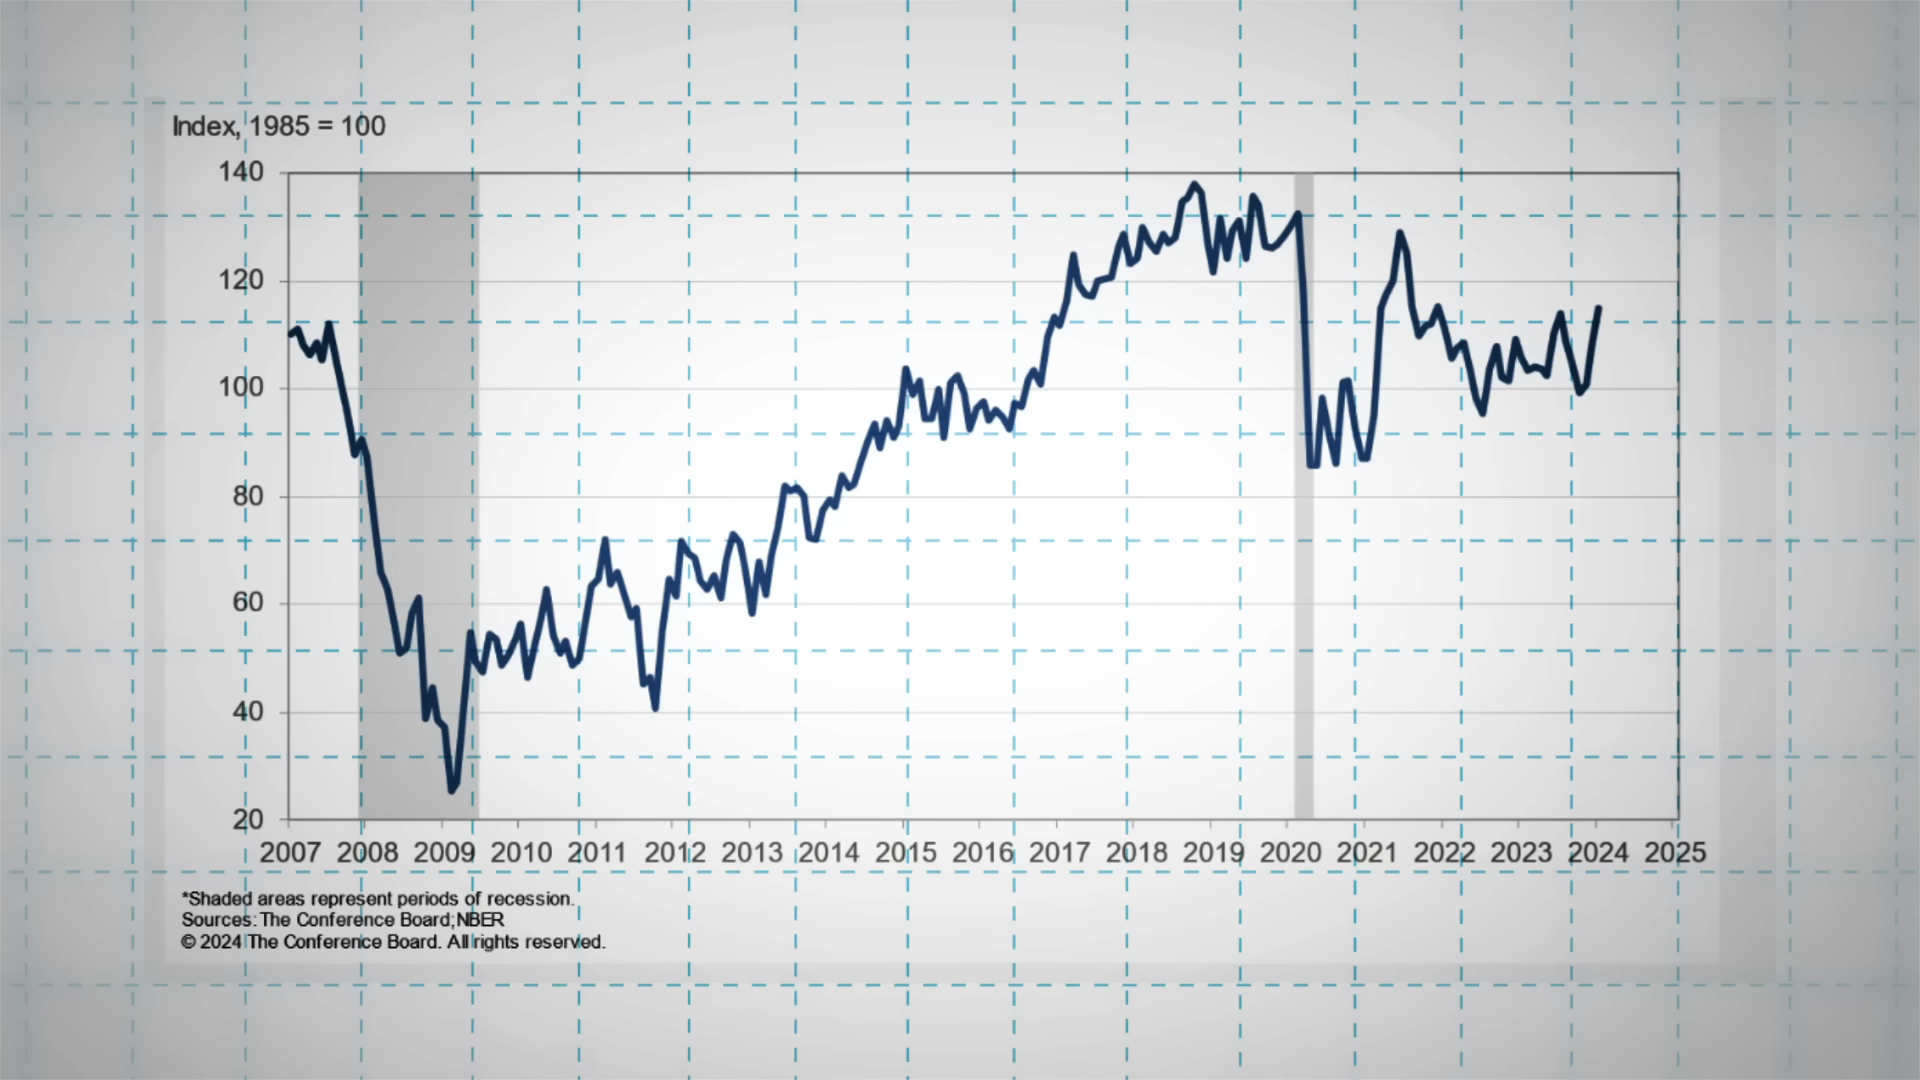 Index, 1985 = 100
140
120
100
80
60
40
20
2007 2008 2009 2010 2011 2012 2013 2014 2015 2016 2017 2018 2019 2020 2021 2022 2023 2024 2025
*Shaded areas represent periods of recession.
Sources: The Conference Board; NBER
© 2024 The Conference Board. All rights reserved.